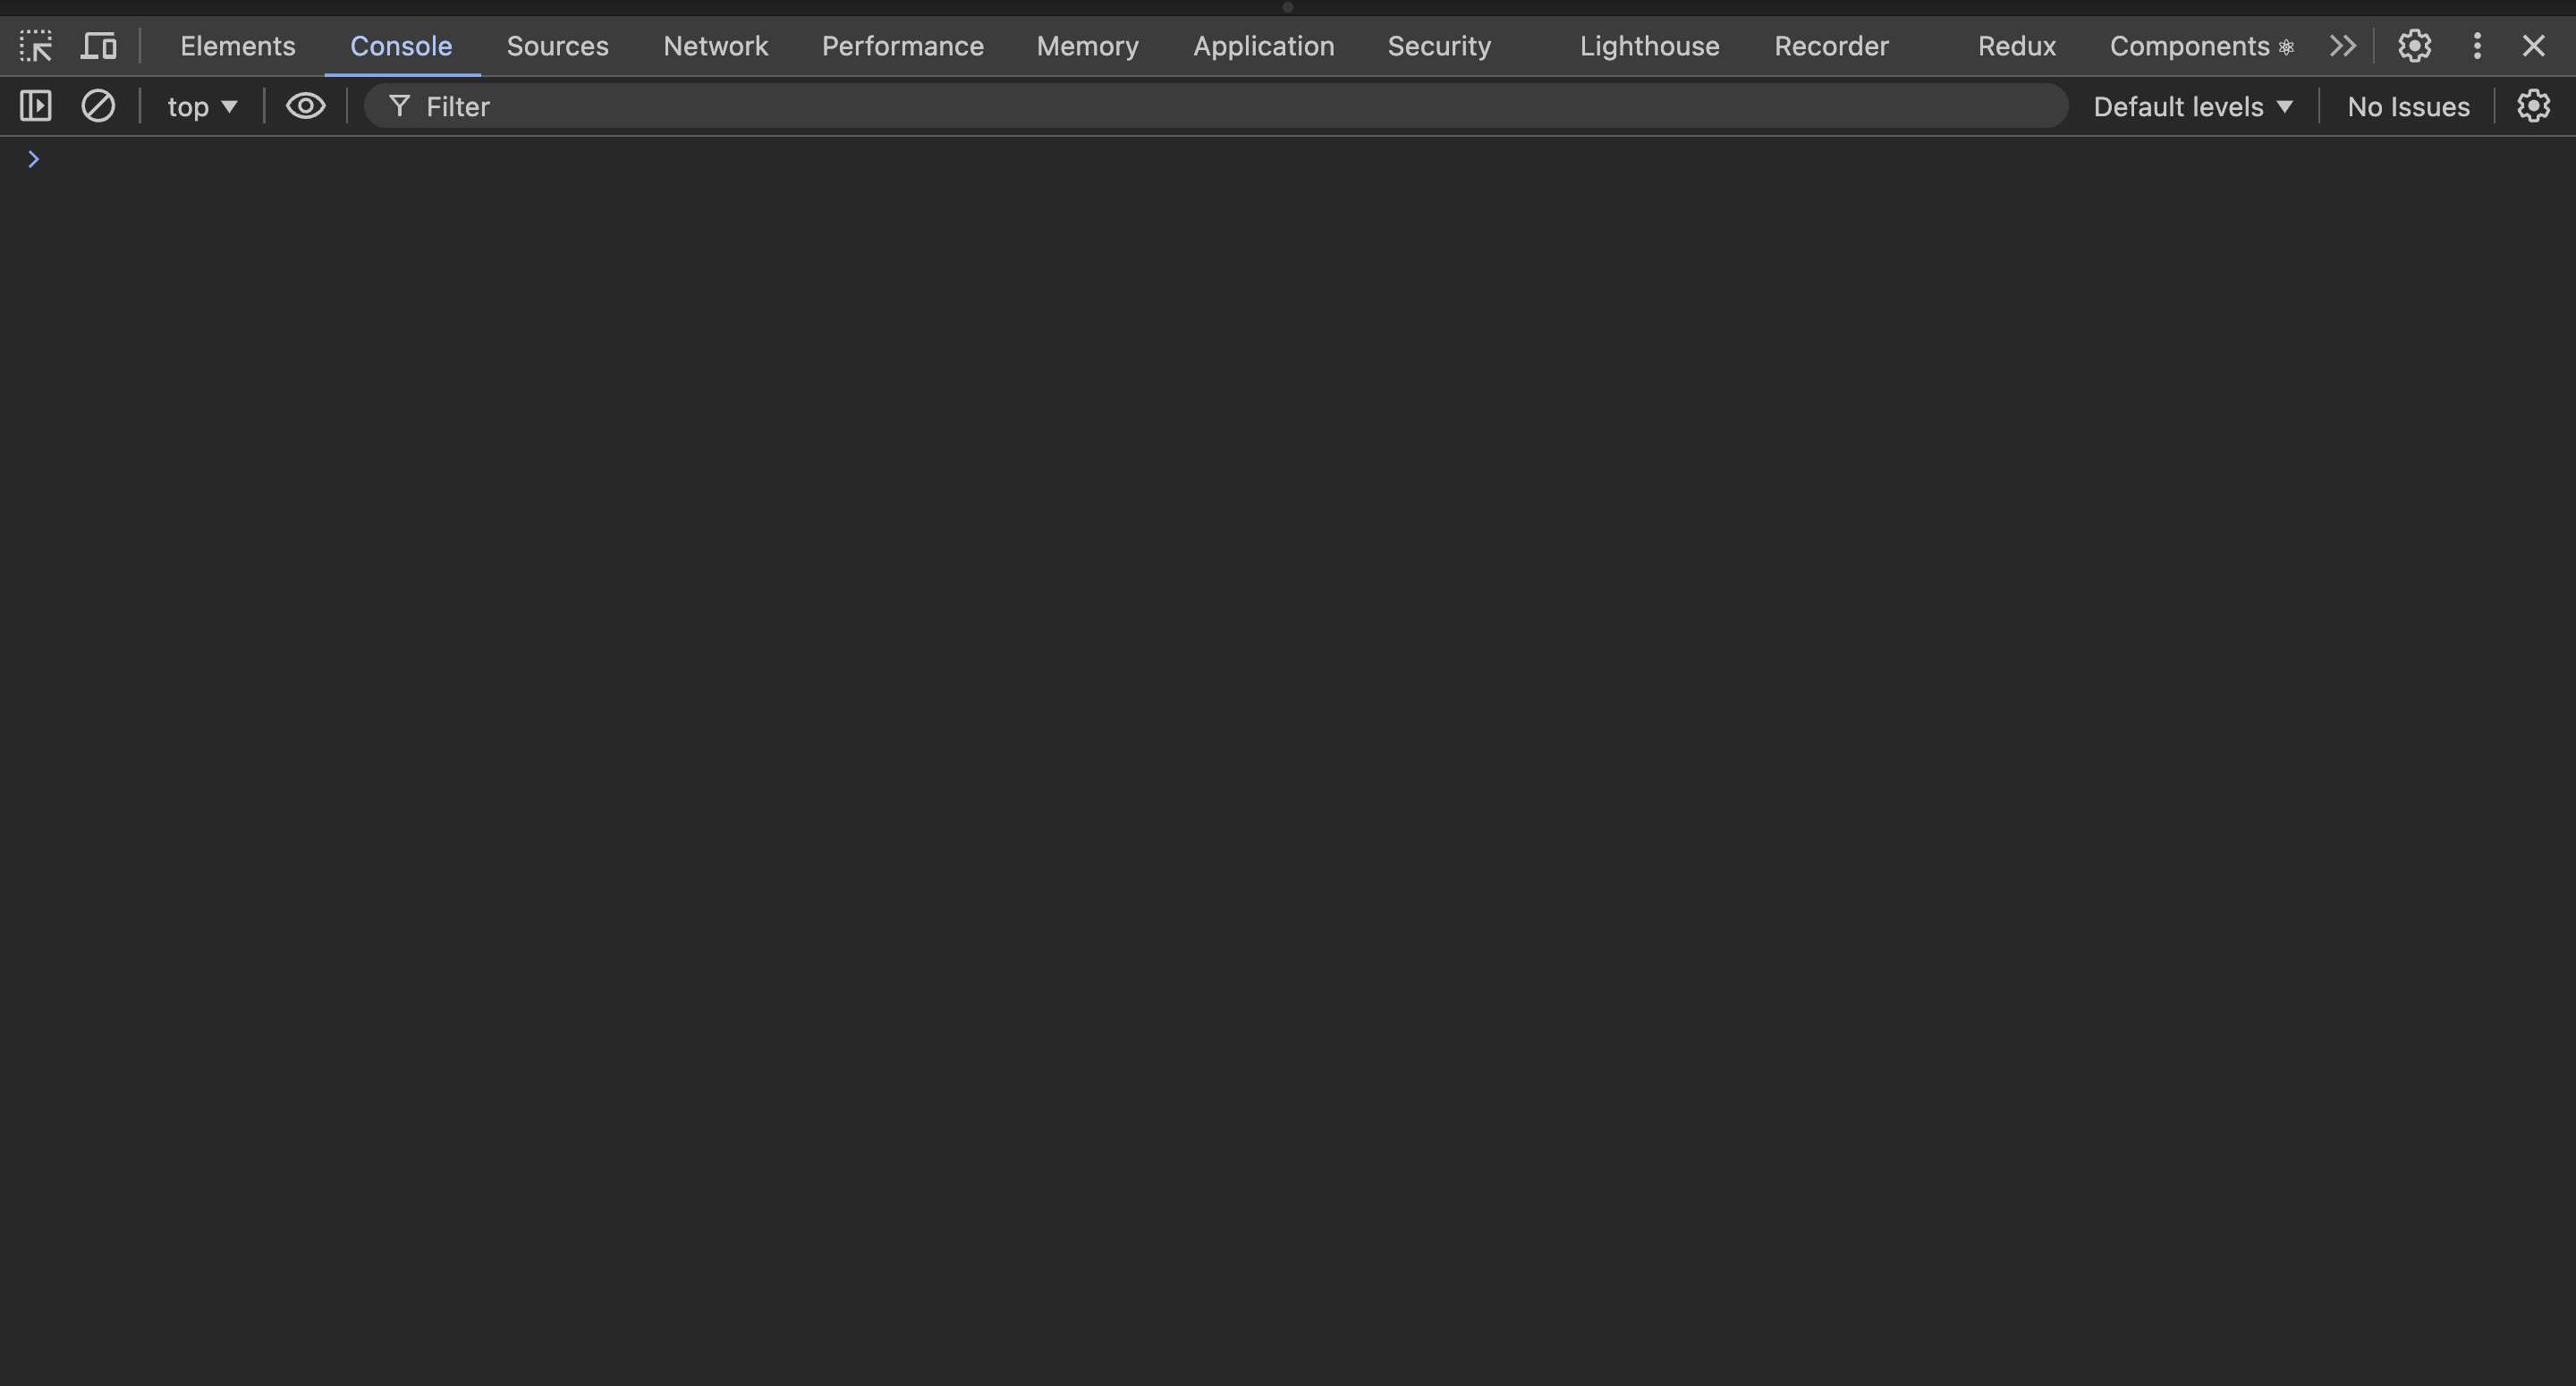 Elements Console Sources Network Performance Memory Application Security Lighthouse Recorder Redux Components ⚛
top Filter Default levels No Issues